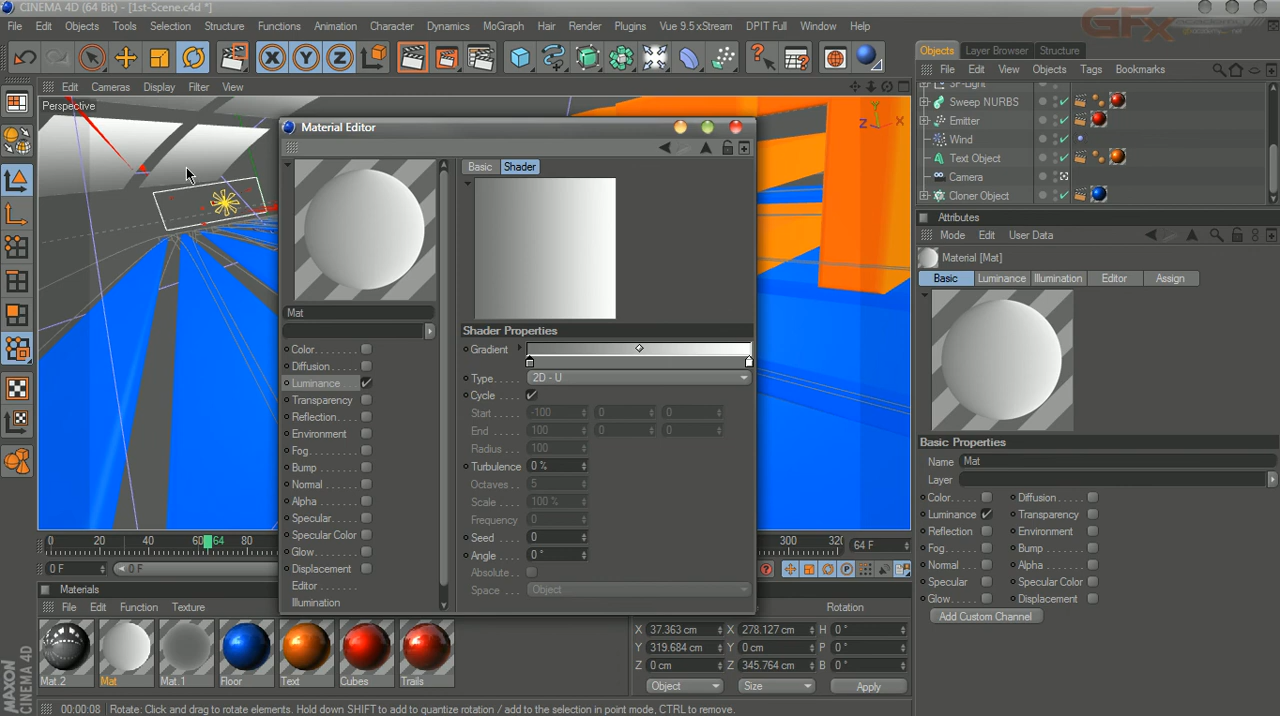 CINEMA 4D (64 Bit) - [1st-Scene.c4d *]
File Edit Objects Tools Selection Structure Functions Animation Character Dynamics MoGraph Hair Render Plugins Vue 9.5 xStream DPIT Full Window Help
GFx
Objects Layer Browser Structure
File Edit View Objects Tags Bookmarks
Edit Cameras Display Filter View
Perspective
Y
Z X
SP-Light
Sweep NURBS
Emitter
Wind
Text Object
Camera
Cloner Object
Material Editor
Basic Shader
Mat
Color
Diffusion
Luminance
Transparency
Reflection
Environment
Fog
Bump
Normal
Alpha
Specular
Specular Color
Glow
Displacement
Editor
Illumination
Shader Properties
Gradient
Type 2D - U
Cycle
Start -100 0 0
End 100 0 0
Radius 100
Turbulence 0 %
Octaves 5
Scale 100 %
Frequency 0
Seed 0
Angle 0 °
Absolute
Space Object
Attributes
Mode Edit User Data
Material [Mat]
Basic Luminance Illumination Editor Assign
Basic Properties
Name Mat
Layer
Color Diffusion
Luminance Transparency
Reflection Environment
Fog Bump
Normal Alpha
Specular Specular Color
Glow Displacement
Add Custom Channel
0 20 40 60 64 80 300 320 64 F
0 F 0 F
Materials
File Edit Function Texture
Mat.2 Mat Mat.1 Floor Text Cubes Trails
Rotation
X 37.363 cm X 278.127 cm H 0 °
Y 319.684 cm Y 0 cm P 0 °
Z 0 cm Z 345.764 cm B 0 °
Object Size Apply
MAXON
CINEMA 4D
00:00:08 Rotate: Click and drag to rotate elements. Hold down SHIFT to add to quantize rotation / add to the selection in point mode, CTRL to remove.